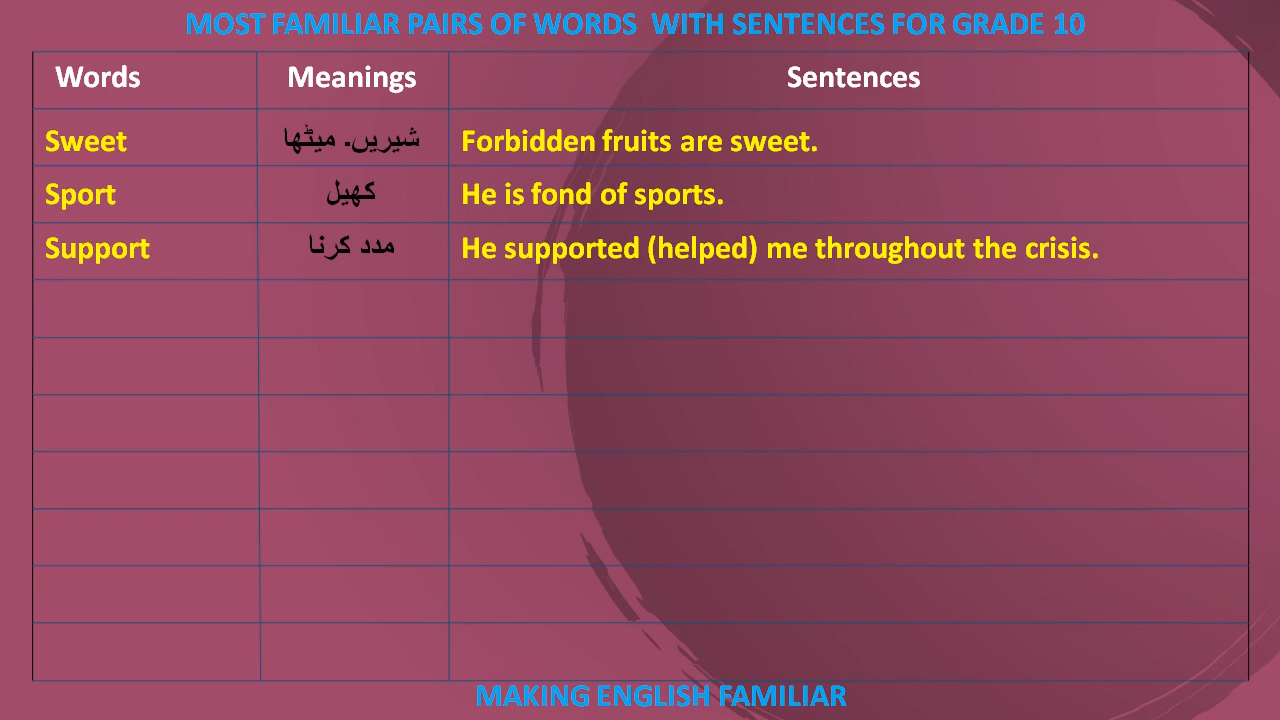 MOST FAMILIAR PAIRS OF WORDS WITH SENTENCES FOR GRADE 10
Words Meanings Sentences
Sweet شیریں۔ میٹھا Forbidden fruits are sweet.
Sport کھیل He is fond of sports.
Support مدد کرنا He supported (helped) me throughout the crisis.
MAKING ENGLISH FAMILIAR